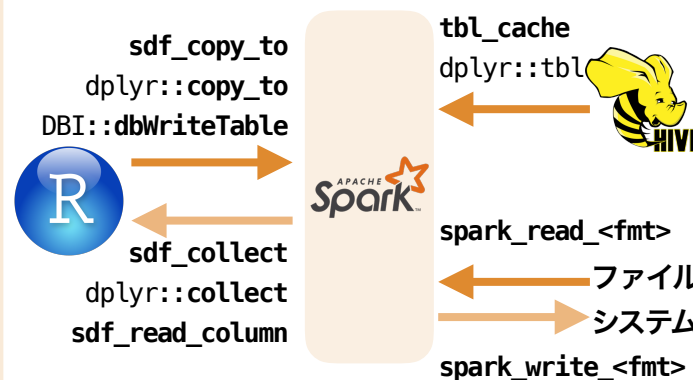 sdf_copy_to
dplyr::copy_to
DBI::dbWriteTable
R
sdf_collect
dplyr::collect
sdf_read_column
APACHE
Spark
TM
tbl_cache
dplyr::tbl
HIVE
spark_read_<fmt>
ファイル
システム
spark_write_<fmt>